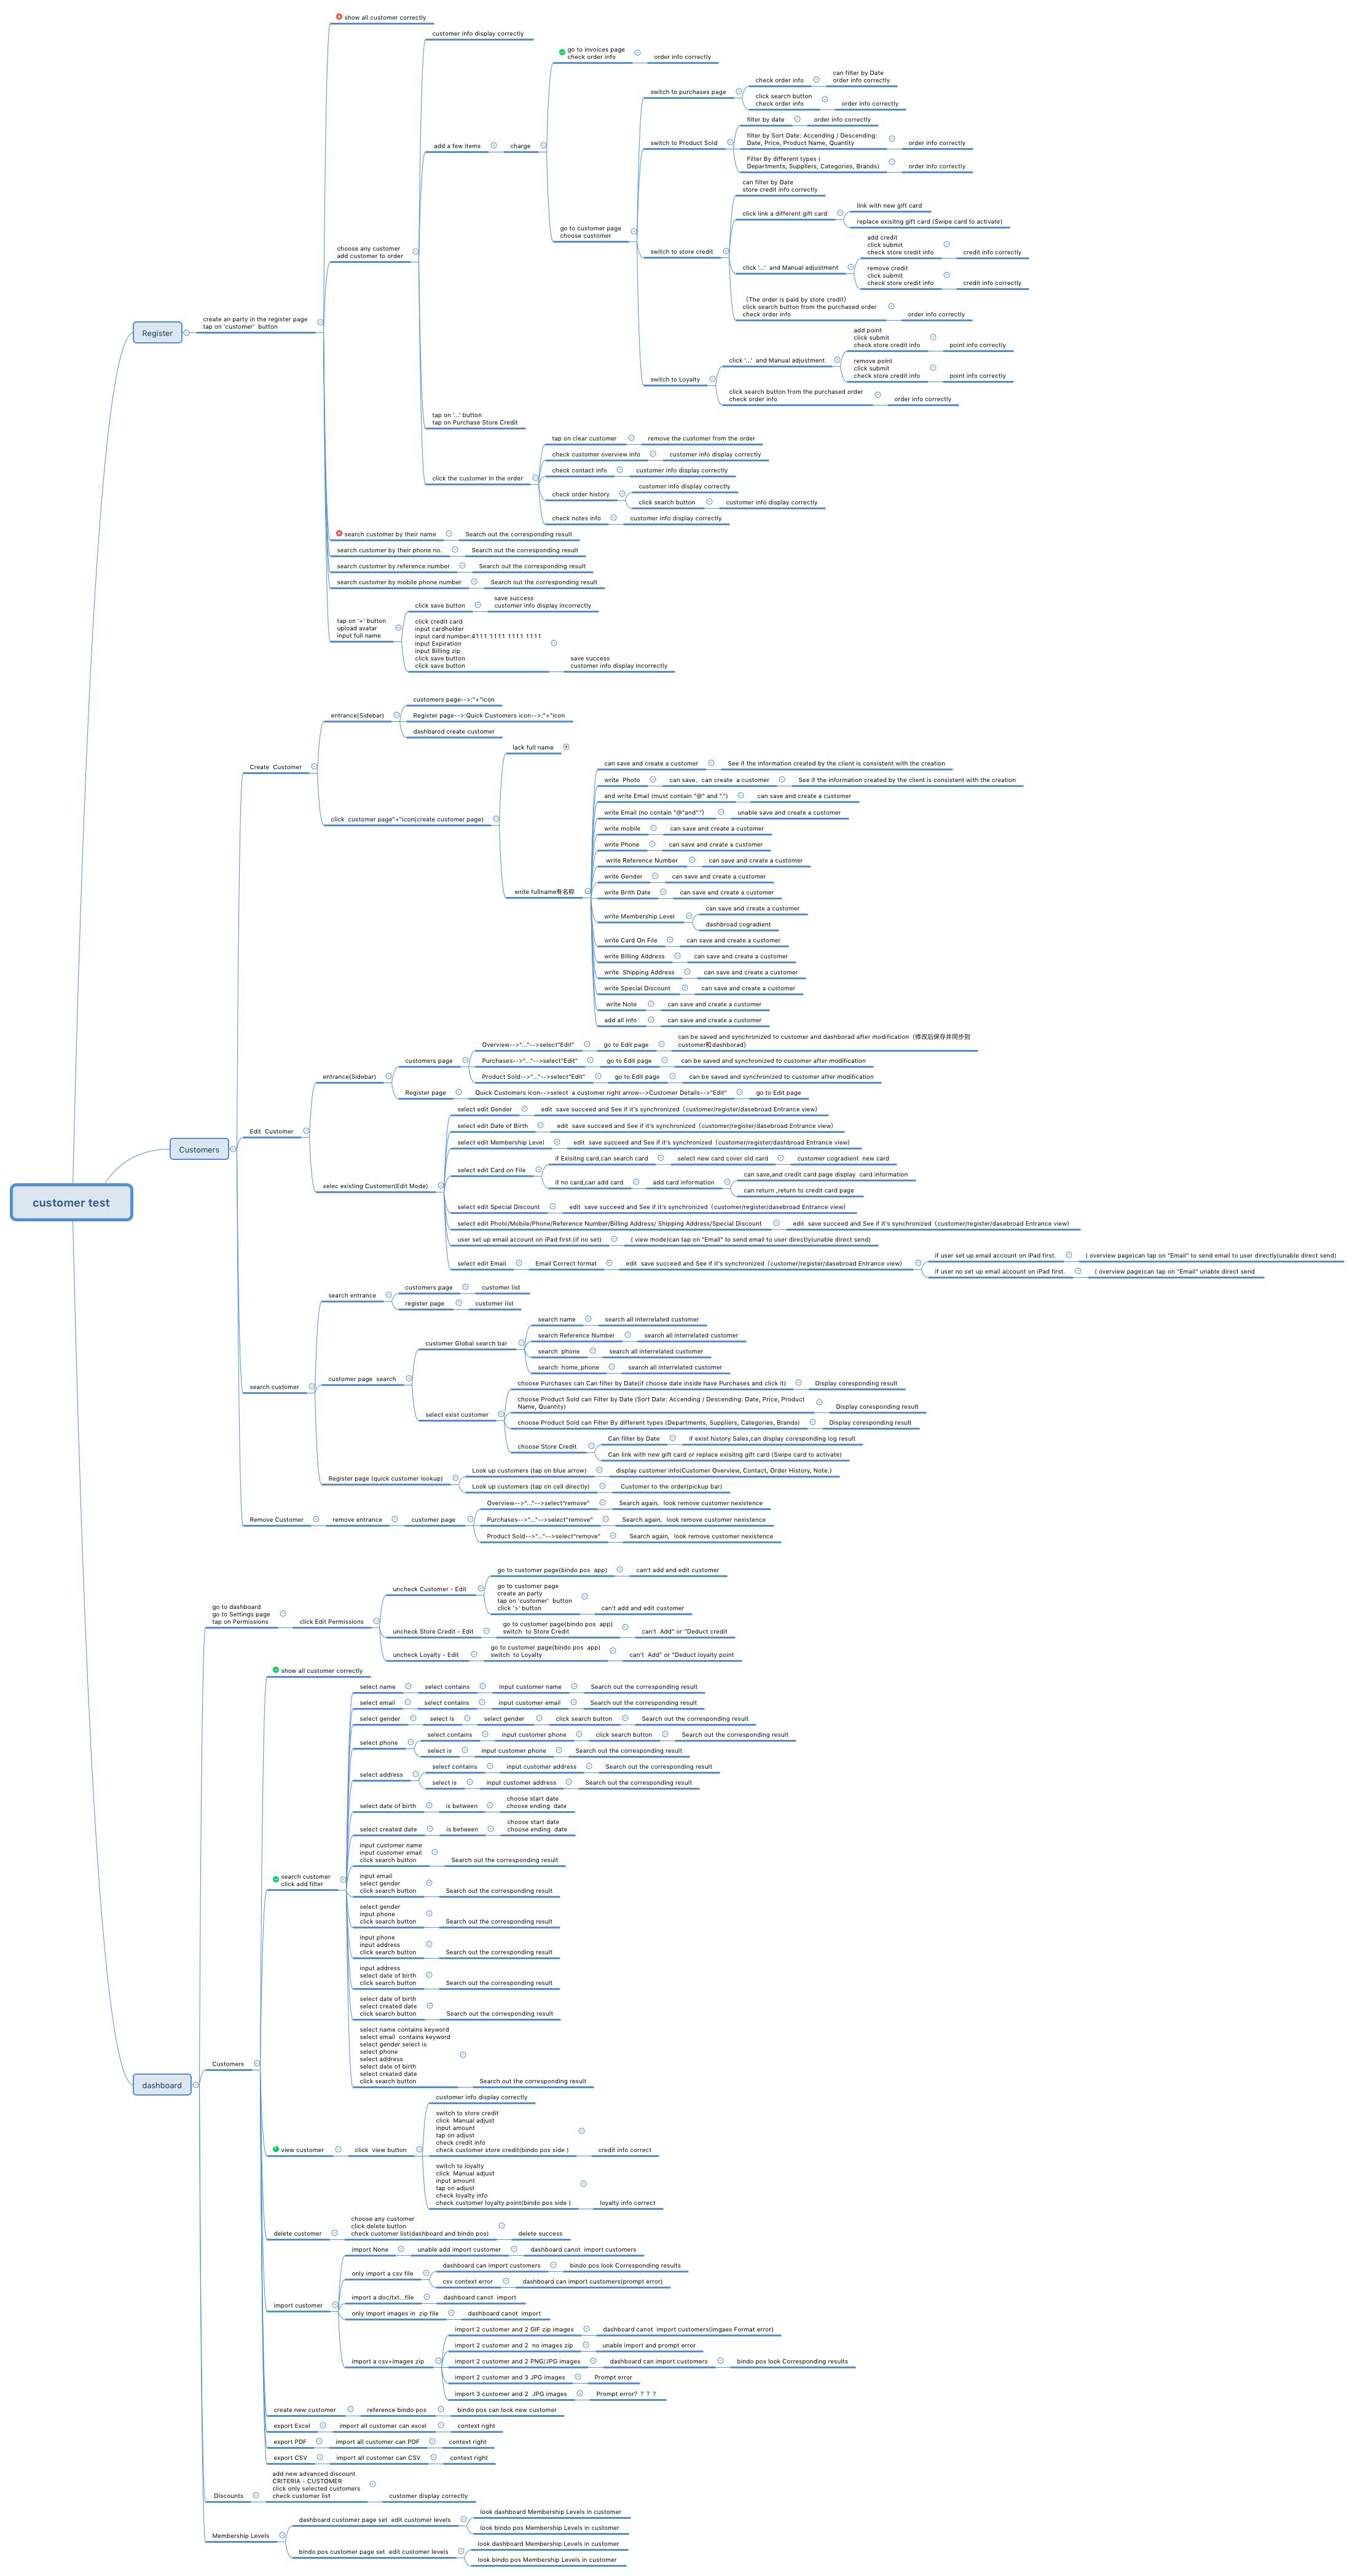 customer test
Register
create an party in the register page
tap on 'customer'  button
show all customer correctly
choose any customer
add customer to order
customer info display correctly
add a few items
charge
go to invoices page
check order info
order info correctly
go to customer page
choose customer
switch to purchases page
check order info
can filter by Date
order info correctly
click search button
check order info
order info correctly
switch to Product Sold
filter by date
order info correctly
filter by Sort Date: Accending / Descending:
Date, Price, Product Name, Quantity
order info correctly
Filter By different types (
Departments, Suppliers, Categories, Brands)
order info correctly
switch to store credit
can filter by Date
store credit info correctly
click link a different gift card
link with new gift card
replace exisitng gift card (Swipe card to activate)
click '...'  and Manual adjustment
add credit
click submit
check store credit info
credit info correctly
remove credit
click submit
check store credit info
credit info correctly
（The order is paid by store credit）
click search button from the purchased order
check order info
order info correctly
switch to Loyalty
click '...'  and Manual adjustment
add point
click submit
check store credit info
point info correctly
remove point
click submit
check store credit info
point info correctly
click search button from the purchased order
check order info
order info correctly
tap on '...' button
tap on Purchase Store Credit
click the customer in the order
tap on clear customer
remove the customer from the order
check customer overview info
customer info display correctly
check contact info
customer info display correctly
check order history
customer info display correctly
click search button
customer info display correctly
check notes info
customer info display correctly
search customer by their name
Search out the corresponding result
search customer by their phone no.
Search out the corresponding result
search customer by reference number
Search out the corresponding result
search customer by mobile phone number
Search out the corresponding result
tap on '+' button
upload avatar
input full name
click save button
save success
customer info display incorrectly
click credit card
input cardholder
input card number:4111 1111 1111 1111
input Expiration
input Billing zip
click save button
click save button
save success
customer info display incorrectly
Customers
Create  Customer
entrance(Sidebar)
customers page-->:"+"icon
Register page-->:Quick Customers icon-->:"+"icon
dashbarod create customer
click  customer page"+"icon(create customer page)
lack full name
write fullname有名称
can save and create a customer
See if the information created by the client is consistent with the creation
write  Photo
can save，can create  a customer
See if the information created by the client is consistent with the creation
and write Email (must contain "@" and ".")
can save and create a customer
write Email (no contain "@"and".")
unable save and create a customer
write mobile
can save and create a customer
write Phone
can save and create a customer
write Reference Number
can save and create a customer
write Gender
can save and create a customer
write Brith Date
can save and create a customer
write Membership Level
can save and create a customer
dashbroad cogradient
write Card On File
can save and create a customer
write Billing Address
can save and create a customer
write  Shipping Address
can save and create a customer
write Special Discount
can save and create a customer
write Note
can save and create a customer
add all info
can save and create a customer
Edit  Customer
entrance(Sidebar)
customers page
Overview-->"..."-->select"Edit"
go to Edit page
can be saved and synchronized to customer and dashborad after modification（修改后保存并同步到
customer和dashborad）
Purchases-->"..."-->select"Edit"
go to Edit page
can be saved and synchronized to customer after modification
Product Sold-->"..."-->select"Edit"
go to Edit page
can be saved and synchronized to customer after modification
Register page
Quick Customers icon-->select  a customer right arrow-->Customer Details-->"Edit"
go to Edit page
selec existing Customer(Edit Mode)
select edit Gender
edit  save succeed and See if it's synchronized（customer/register/dasebroad Entrance view)
select edit Date of Birth
edit  save succeed and See if it's synchronized（customer/register/dasebroad Entrance view)
select edit Membership Level
edit  save succeed and See if it's synchronized（customer/register/dashbroad Entrance view)
select edit Card on File
if Exisitng card,can search card
select new card cover old card
customer cogradient  new card
if no card,can add card
add card information
can save,and credit card page display  card information
can return ,return to credit card page
select edit Special Discount
edit  save succeed and See if it's synchronized（customer/register/dasebroad Entrance view)
select edit Photo/Mobile/Phone/Reference Number/Billing Address/ Shipping Address/Special Discount
edit  save succeed and See if it's synchronized（customer/register/dasebroad Entrance view)
user set up email account on iPad first.(if no set)
( view mode)can tap on "Email" to send email to user directly(unable direct send)
select edit Email
Email Correct format
edit  save succeed and See if it's synchronized（customer/register/dasebroad Entrance view)
if user set up email account on iPad first.
( overview page)can tap on "Email" to send email to user directly(unable direct send)
if user no set up email account on iPad first.
( overview page)can tap on "Email" unable direct send
search customer
search entrance
customers page
customer list
register page
customer list
customer page  search
customer Global search bar
search name
search all interrelated customer
search Reference Number
search all interrelated customer
search  phone
search all interrelated customer
search  home_phone
search all interrelated customer
select exist customer
choose Purchases can Can filter by Date(if choose date inside have Purchases and click it)
Display coresponding result
choose Product Sold can Filter by Date (Sort Date: Accending / Descending: Date, Price, Product
Name, Quantity)
Display coresponding result
choose Product Sold can Filter By different types (Departments, Suppliers, Categories, Brands)
Display coresponding result
choose Store Credit
Can filter by Date
if exist history Sales,can display coresponding log result
Can link with new gift card or replace exisitng gift card (Swipe card to activate)
Register page (quick customer lookup)
Look up customers (tap on blue arrow)
display customer info(Customer Overview, Contact, Order History, Note.)
Look up customers (tap on cell directly)
Customer to the order(pickup bar)
Remove Customer
remove entrance
customer page
Overview-->"..."-->select"remove"
Search again，look remove customer nexistence
Purchases-->"..."-->select"remove"
Search again，look remove customer nexistence
Product Sold-->"..."-->select"remove"
Search again，look remove customer nexistence
dashboard
go to dashboard
go to Settings page
tap on Permissions
click Edit Permissions
uncheck Customer - Edit
go to customer page(bindo pos  app)
can't add and edit customer
go to customer page
create an party
tap on 'customer'  button
click '>' button
can't add and edit customer
uncheck Store Credit - Edit
go to customer page(bindo pos  app)
switch  to Store Credit
can't  Add" or "Deduct credit
uncheck Loyalty - Edit
go to customer page(bindo pos  app)
switch  to Loyalty
can't  Add" or "Deduct loyalty point
Customers
show all customer correctly
search customer
click add filter
select name
select contains
input customer name
Search out the corresponding result
select email
select contains
input customer email
Search out the corresponding result
select gender
select is
select gender
click search button
Search out the corresponding result
select phone
select contains
input customer phone
click search button
Search out the corresponding result
select is
input customer phone
Search out the corresponding result
select address
select contains
input customer address
Search out the corresponding result
select is
input customer address
Search out the corresponding result
select date of birth
is between
choose start date
choose ending  date
select created date
is between
choose start date
choose ending  date
input customer name
input customer email
click search button
Search out the corresponding result
input email
select gender
click search button
Search out the corresponding result
select gender
input phone
click search button
Search out the corresponding result
input phone
input address
click search button
Search out the corresponding result
input address
select date of birth
click search button
Search out the corresponding result
select date of birth
select created date
click search button
Search out the corresponding result
select name contains keyword
select email  contains keyword
select gender select is
select phone
select address
select date of birth
select created date
click search button
Search out the corresponding result
view customer
click  view button
customer info display correctly
switch to store credit
click  Manual adjust
input amount
tap on adjust
check credit info
check customer store credit(bindo pos side )
credit info correct
switch to loyalty
click  Manual adjust
input amount
tap on adjust
check loyalty info
check customer loyalty point(bindo pos side )
loyalty info correct
delete customer
choose any customer
click delete button
check customer list(dashboard and bindo pos)
delete success
import customer
import None
unable add import customer
dashboard canot  import customers
only import a csv file
dashboard can import customers
bindo pos look Corresponding results
csv context error
dashboard can import customers(prompt error)
import a doc/txt...file
dashboard canot  import
only import images in  zip file
dashboard canot  import
import a csv+images zip
import 2 customer and 2 GIF zip images
dashboard canot  import customers(imgaes Format error)
import 2 customer and 2  no images zip
unable import and prompt error
import 2 customer and 2 PNG/JPG images
dashboard can import customers
bindo pos look Corresponding results
import 2 customer and 3 JPG images
Prompt error
import 3 customer and 2  JPG images
Prompt error? ? ? ?
create new customer
reference bindo pos
bindo pos can look new customer
export Excel
import all customer can excel
context right
export PDF
import all customer can PDF
context right
export CSV
import all customer can CSV
context right
Discounts
add new advanced discount
CRITERIA - CUSTOMER
click only selected customers
check customer list
customer display correctly
Membership Levels
dashboard customer page set  edit customer levels
look dashboard Membership Levels in customer
look bindo pos Membership Levels in customer
bindo pos customer page set  edit customer levels
look dashboard Membership Levels in customer
look bindo pos Membership Levels in customer